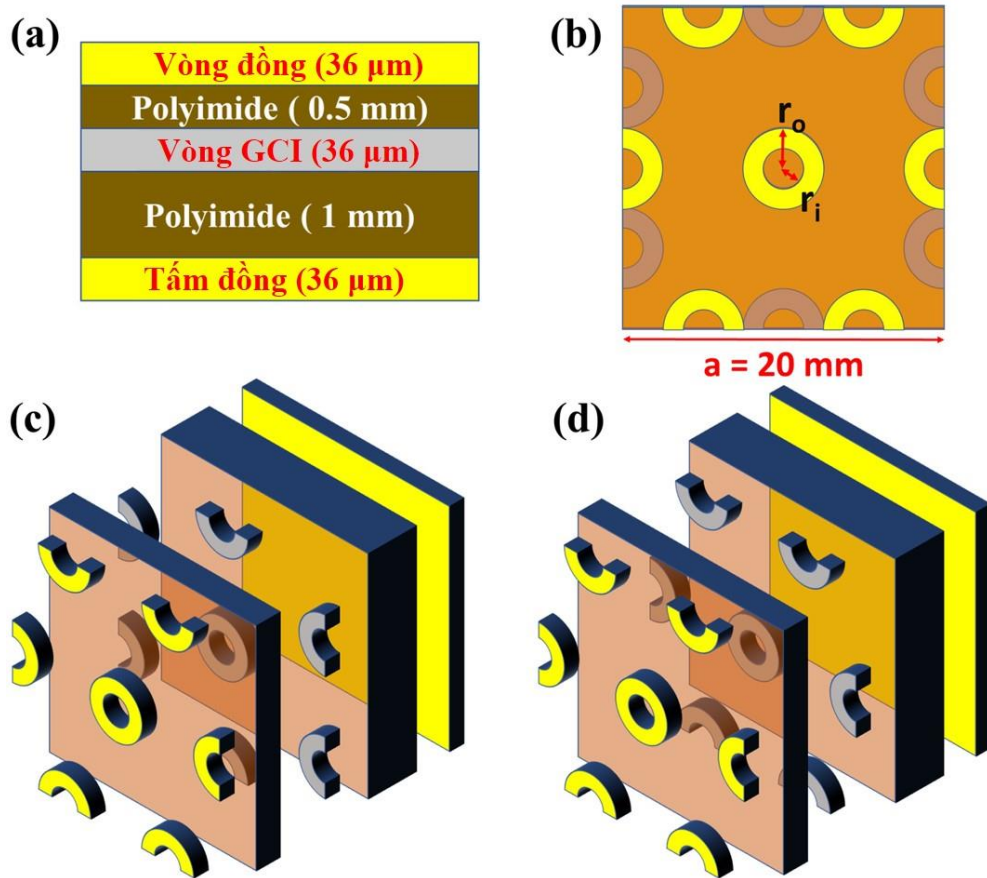 (a)
Vòng đồng (36 μm)
Polyimide ( 0.5 mm)
Vòng GCI (36 μm)
Polyimide ( 1 mm)
Tấm đồng (36 μm)
(b)
ro
ri
a = 20 mm
(c)
(d)